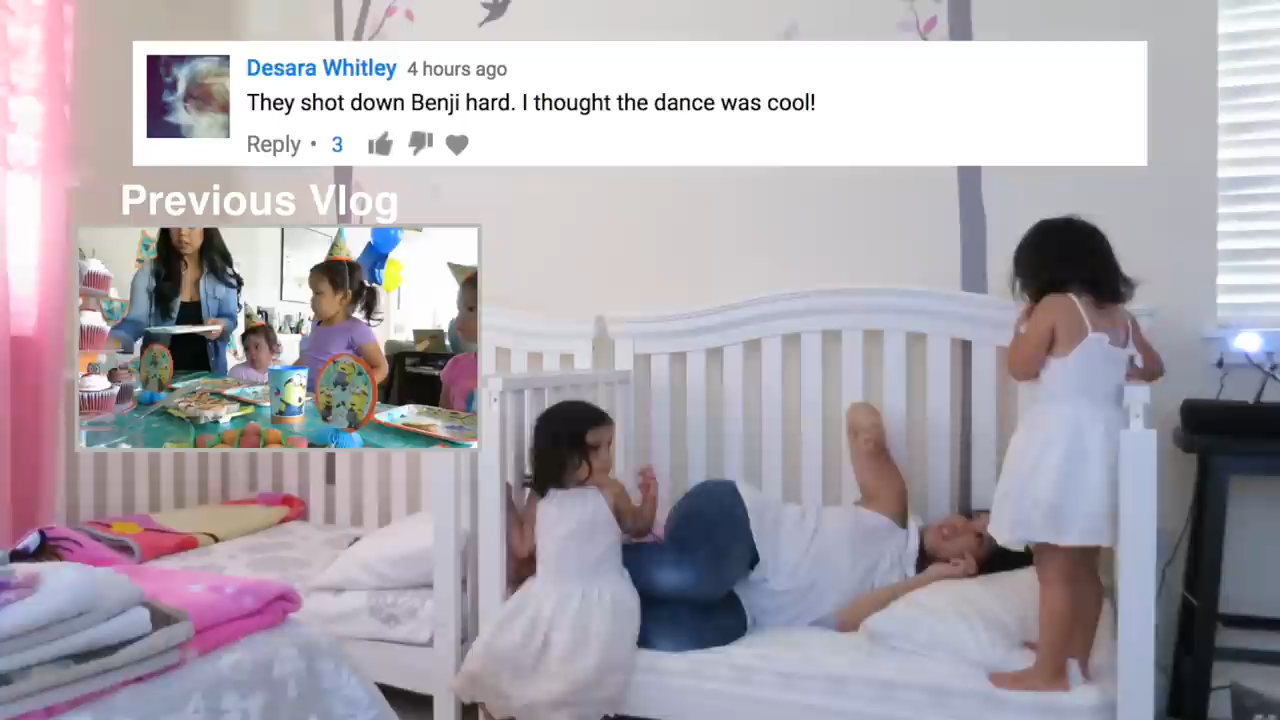 Desara Whitley 4 hours ago
They shot down Benji hard. I thought the dance was cool!
Reply • 3
Previous Vlog